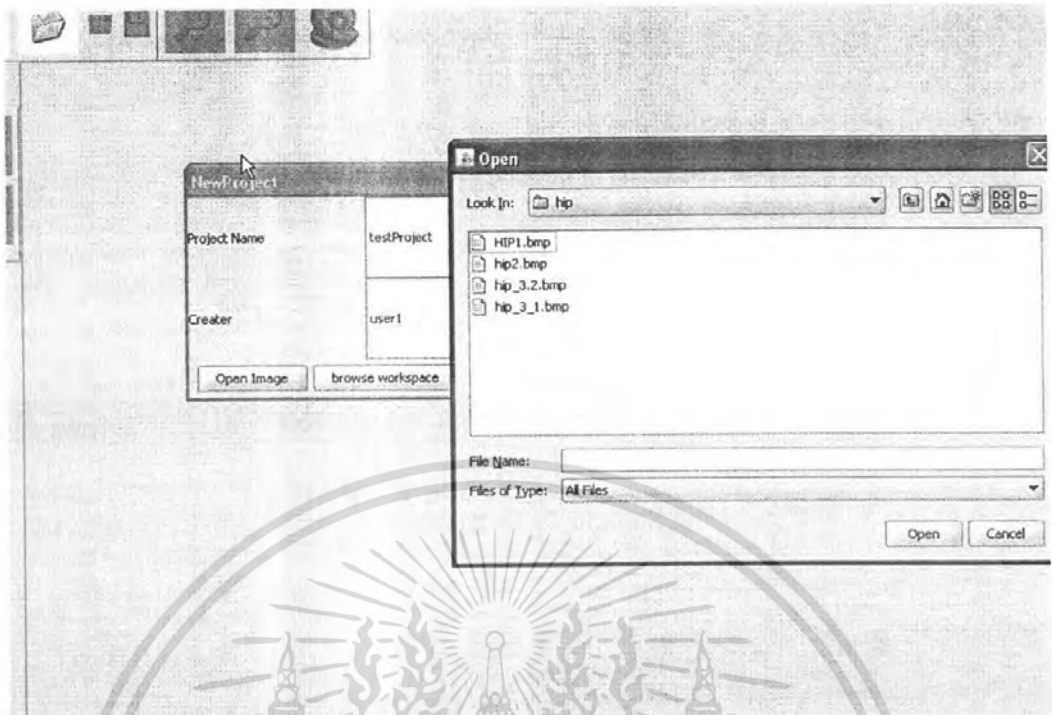 NewProject
Project Name
testProject
Creater
user1
Open Image
browse workspace
Open
Look In:
hip
HIP1.bmp
hip2.bmp
hip_3.2.bmp
hip_3_1.bmp
File Name:
Files of Type:
All Files
Open
Cancel